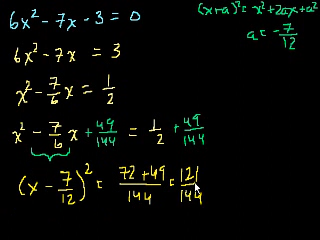 6x² - 7x - 3 = 0
(x + a)² = x² + 2ax + a²
a = -7/12
6x² - 7x = 3
x² - 7/6 x = 1/2
x² - 7/6 x + 49/144 = 1/2 + 49/144
(x - 7/12)² = (72 + 49)/144 = 121/144